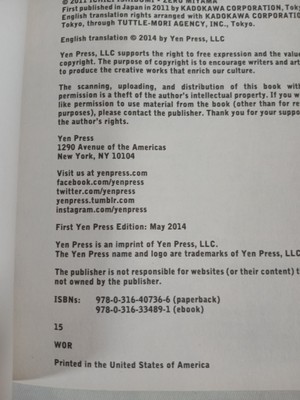 © 2011 ICHIEI ISHIBUMI • ZERO MIYAMA
First published in Japan in 2011 by KADOKAWA CORPORATION, Tokyo
English translation rights arranged with KADOKAWA CORPORATION
Tokyo, through TUTTLE-MORI AGENCY, INC., Tokyo.
English translation © 2014 by Yen Press, LLC
Yen Press, LLC supports the right to free expression and the value
copyright. The purpose of copyright is to encourage writers and arti
to produce the creative works that enrich our culture.
The scanning, uploading, and distribution of this book with
permission is a theft of the author's intellectual property. If you w
like permission to use material from the book (other than for re
purposes), please contact the publisher. Thank you for your suppo
the author's rights.
Yen Press
1290 Avenue of the Americas
New York, NY 10104
Visit us at yenpress.com
facebook.com/yenpress
twitter.com/yenpress
yenpress.tumblr.com
instagram.com/yenpress
First Yen Press Edition: May 2014
Yen Press is an imprint of Yen Press, LLC.
The Yen Press name and logo are trademarks of Yen Press, LLC.
The publisher is not responsible for websites (or their content) t
not owned by the publisher.
ISBNs: 978-0-316-40736-6 (paperback)
978-0-316-33489-1 (ebook)
15
WOR
Printed in the United States of America